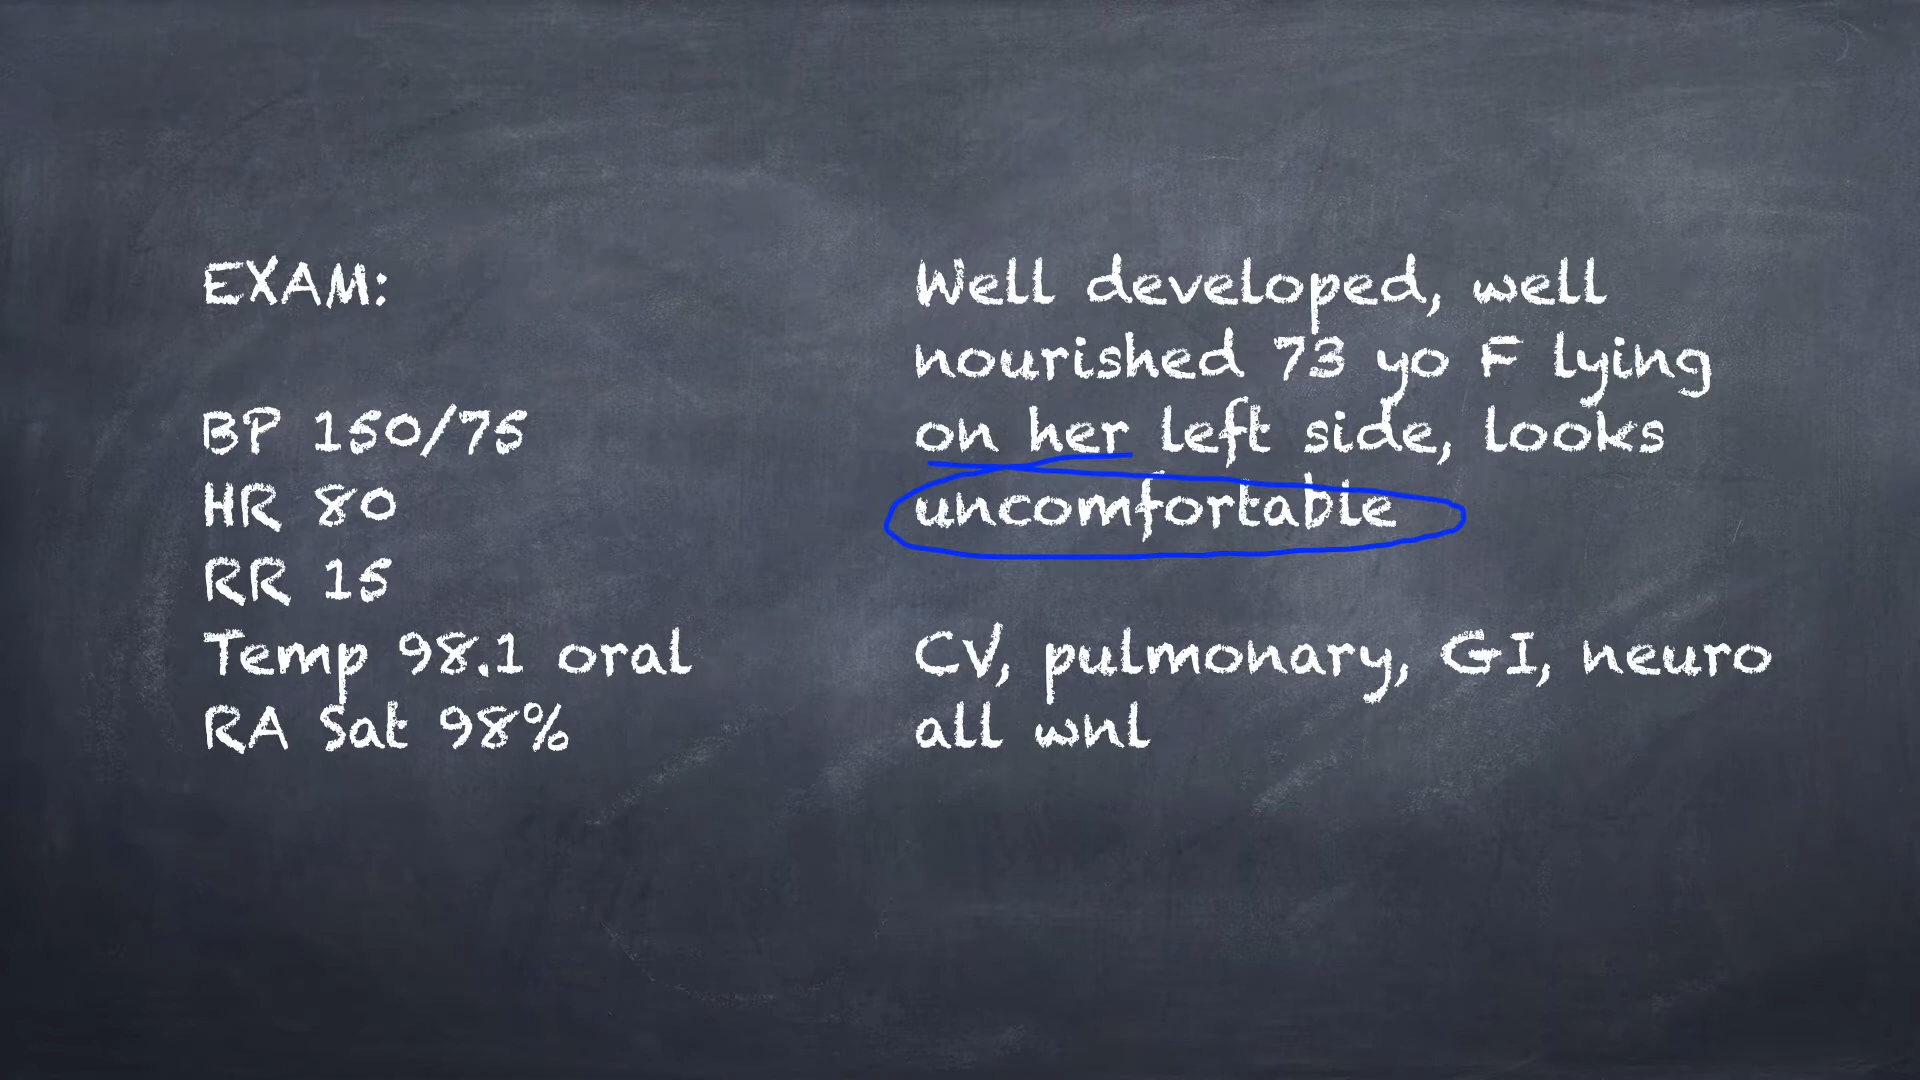 EXAM:
BP 150/75
HR 80
RR 15
Temp 98.1 oral
RA Sat 98%
Well developed, well
nourished 73 yo F lying
on her left side, looks
uncomfortable
CV, pulmonary, GI, neuro
all wnl